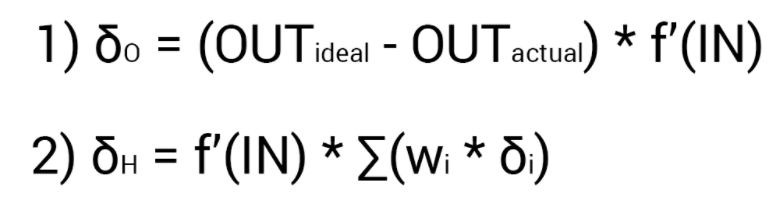 1) δO = (OUTideal - OUTactual) * f’(IN)
2) δH = f’(IN) * ∑(wi * δi)